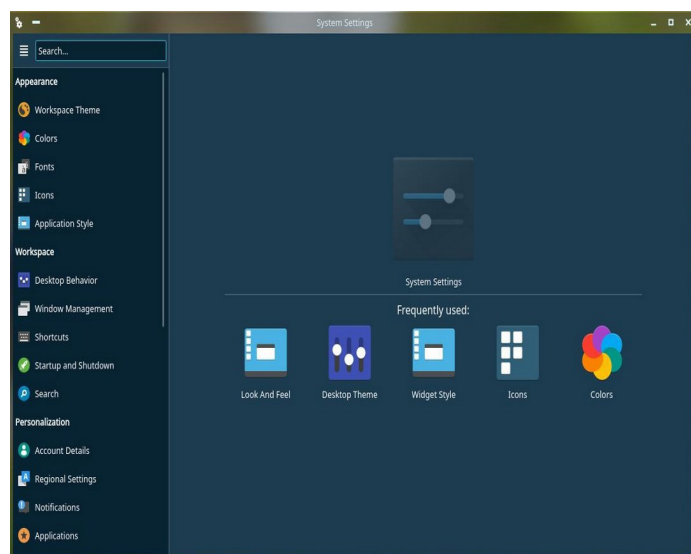 System Settings
Search...
Appearance
Workspace Theme
Colors
Fonts
Icons
Application Style
Workspace
Desktop Behavior
Window Management
Shortcuts
Startup and Shutdown
Search
Personalization
Account Details
Regional Settings
Notifications
Applications
System Settings
Frequently used:
Look And Feel
Desktop Theme
Widget Style
Icons
Colors